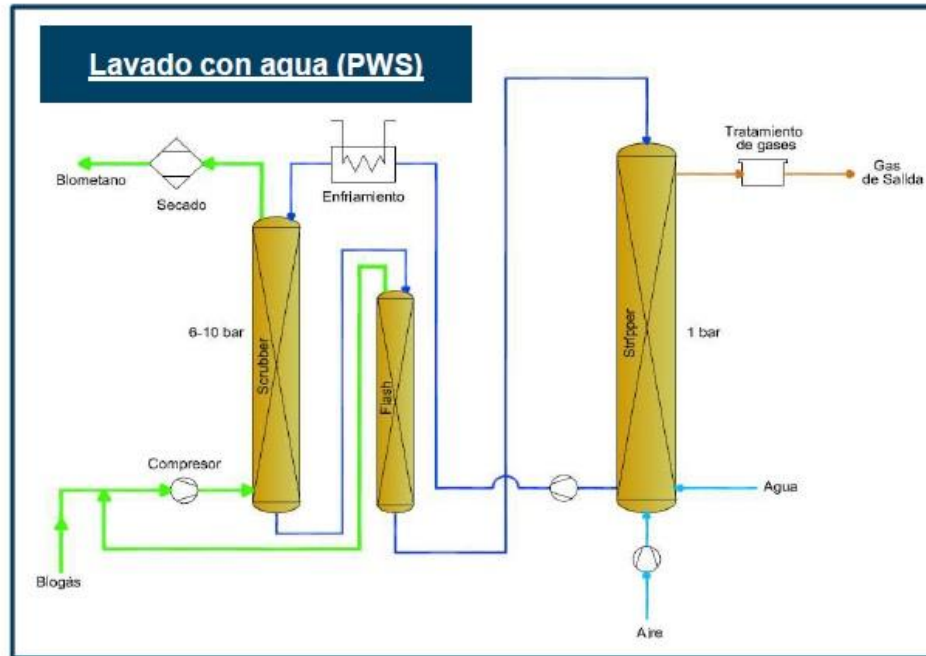 Lavado con agua (PWS)
Tratamiento
de gases
Gas
de Salida
Biometano
Secado
Enfriamiento
6-10 bar
Scrubber
Flash
Stripper
1 bar
Compresor
Agua
Biogás
Aire